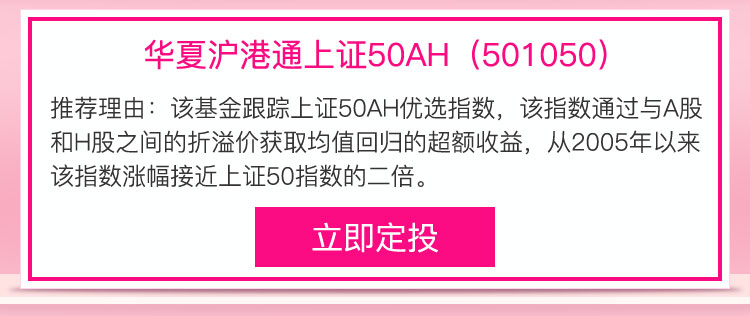 华夏沪港通上证50AH（501050）
推荐理由：该基金跟踪上证50AH优选指数，该指数通过与A股
和H股之间的折溢价获取均值回归的超额收益，从2005年以来
该指数涨幅接近上证50指数的二倍。
立即定投